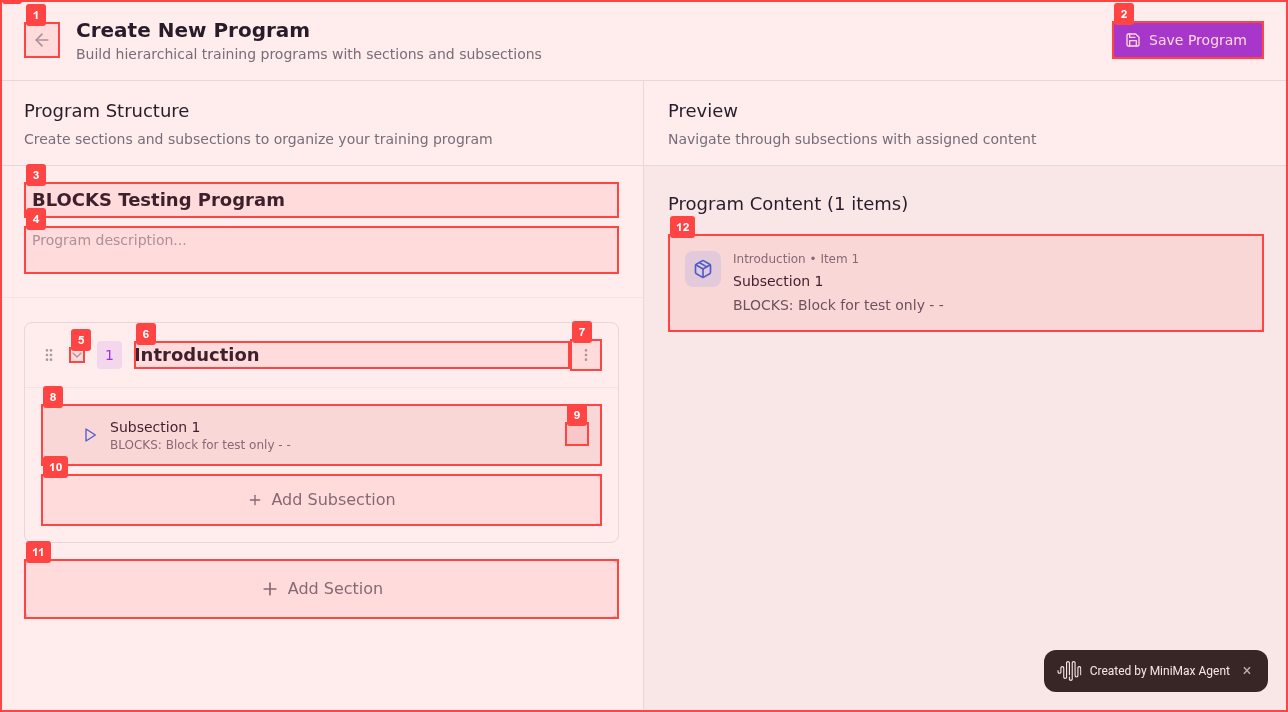 1
Create New Program
Build hierarchical training programs with sections and subsections
2
Save Program
Program Structure
Create sections and subsections to organize your training program
Preview
Navigate through subsections with assigned content
3
BLOCKS Testing Program
4
Program description...
Program Content (1 items)
12
Introduction • Item 1
Subsection 1
BLOCKS: Block for test only - -
5
6
7
1
Introduction
8
9
Subsection 1
BLOCKS: Block for test only - -
10
+ Add Subsection
11
+ Add Section
Created by MiniMax Agent ×